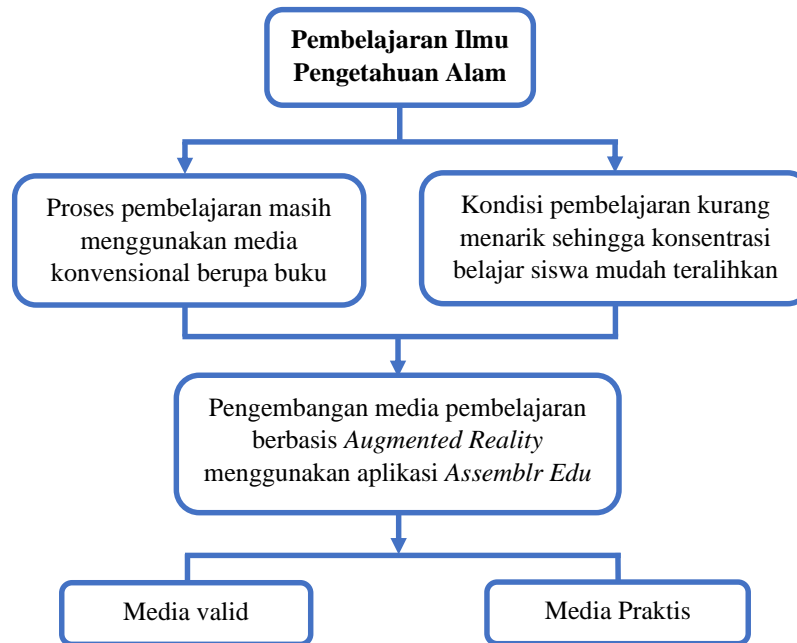 Pembelajaran Ilmu
Pengetahuan Alam
Proses pembelajaran masih
menggunakan media
konvensional berupa buku
Kondisi pembelajaran kurang
menarik sehingga konsentrasi
belajar siswa mudah teralihkan
Pengembangan media pembelajaran
berbasis Augmented Reality
menggunakan aplikasi Assemblr Edu
Media valid
Media Praktis